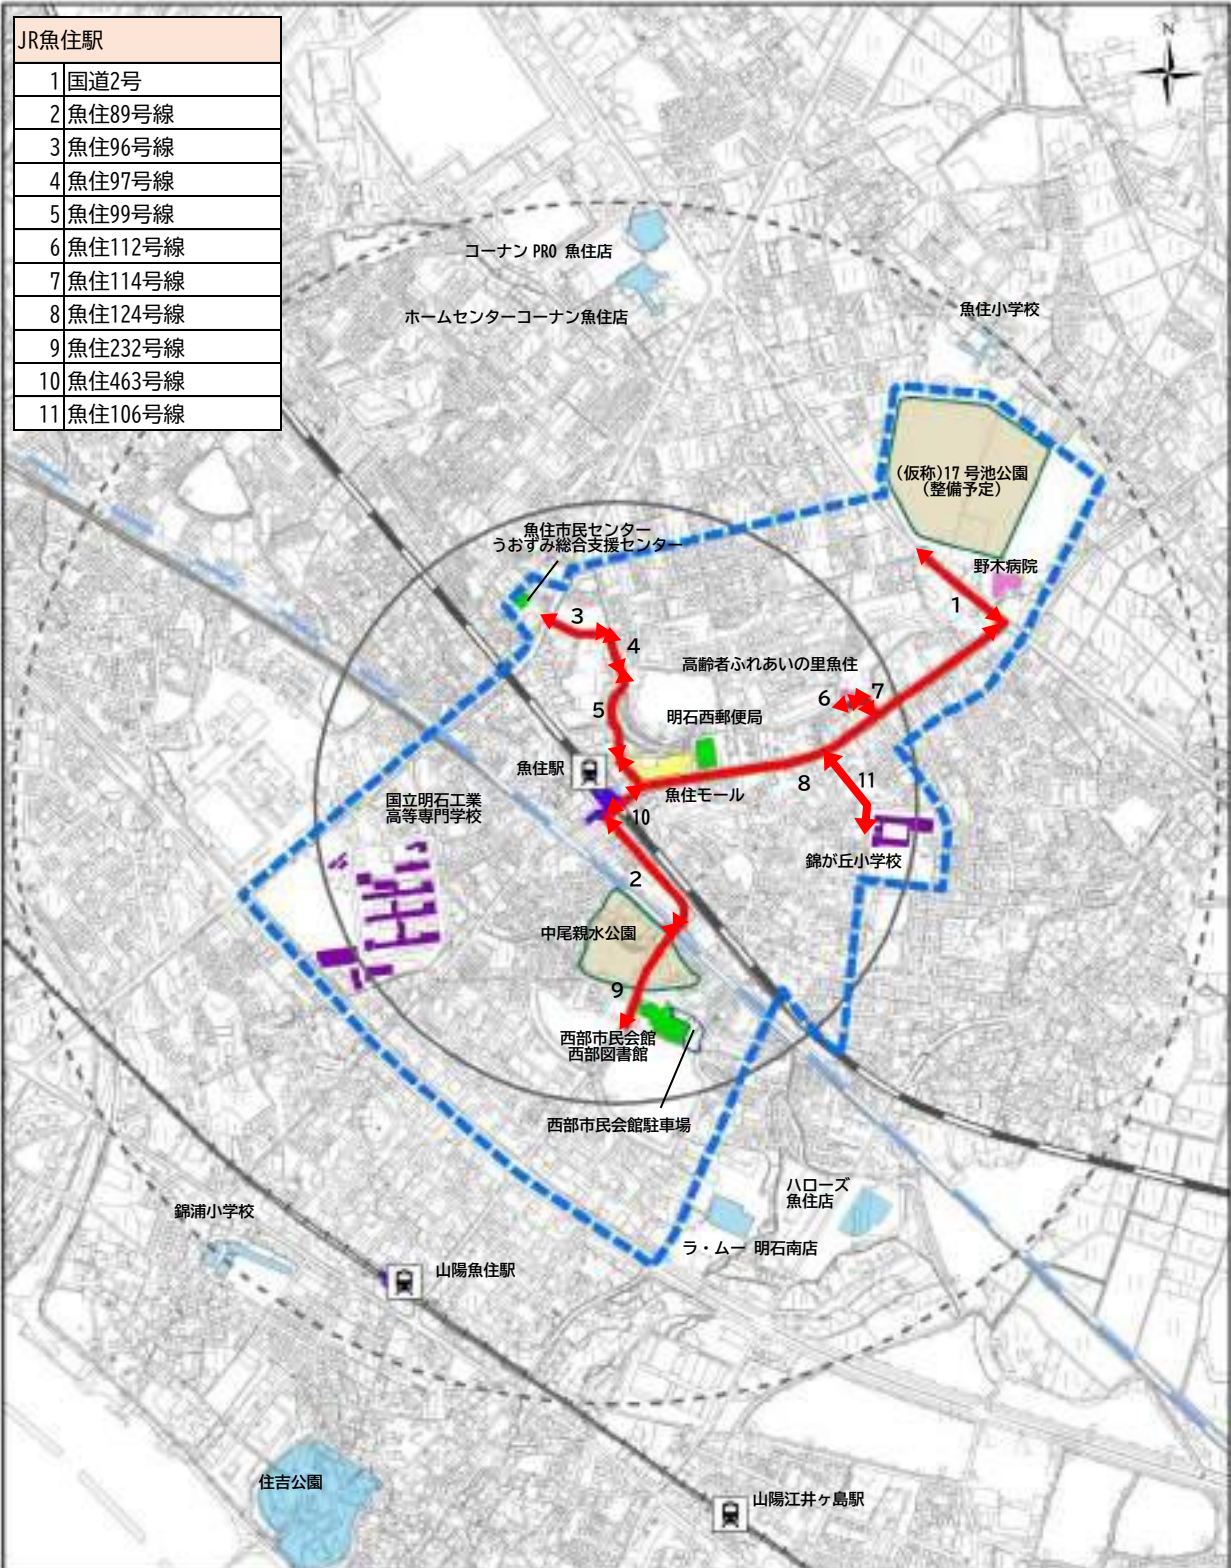 JR魚住駅
1 国道2号
2 魚住89号線
3 魚住96号線
4 魚住97号線
5 魚住99号線
6 魚住112号線
7 魚住114号線
8 魚住124号線
9 魚住232号線
10 魚住463号線
11 魚住106号線
N
コーナン PRO 魚住店
ホームセンターコーナン魚住店
魚住小学校
(仮称)17号池公園
(整備予定)
魚住市民センター
うおずみ総合支援センター
野木病院
1
3
4
高齢者ふれあいの里魚住
6
7
5
明石西郵便局
魚住駅
8
11
魚住モール
10
国立明石工業
高等専門学校
錦が丘小学校
2
中尾親水公園
9
西部市民会館
西部図書館
西部市民会館駐車場
ハローズ
魚住店
錦浦小学校
ラ・ムー 明石南店
山陽魚住駅
住吉公園
山陽江井ヶ島駅